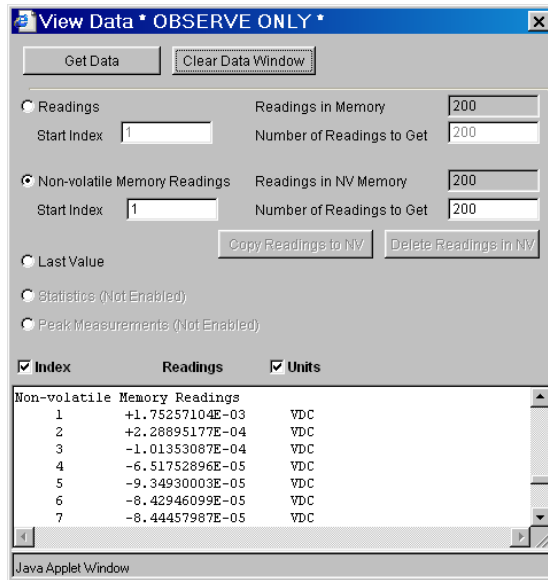 View Data * OBSERVE ONLY *
Get Data Clear Data Window
Readings Readings in Memory 200
Start Index 1 Number of Readings to Get 200
Non-volatile Memory Readings Readings in NV Memory 200
Start Index 1 Number of Readings to Get 200
Copy Readings to NV Delete Readings in NV
Last Value
Statistics (Not Enabled)
Peak Measurements (Not Enabled)
Index Readings Units
Non-volatile Memory Readings
1 +1.75257104E-03 VDC
2 +2.28895177E-04 VDC
3 -1.01353087E-04 VDC
4 -6.51752896E-05 VDC
5 -9.34930003E-05 VDC
6 -8.42946099E-05 VDC
7 -8.44457987E-05 VDC
Java Applet Window